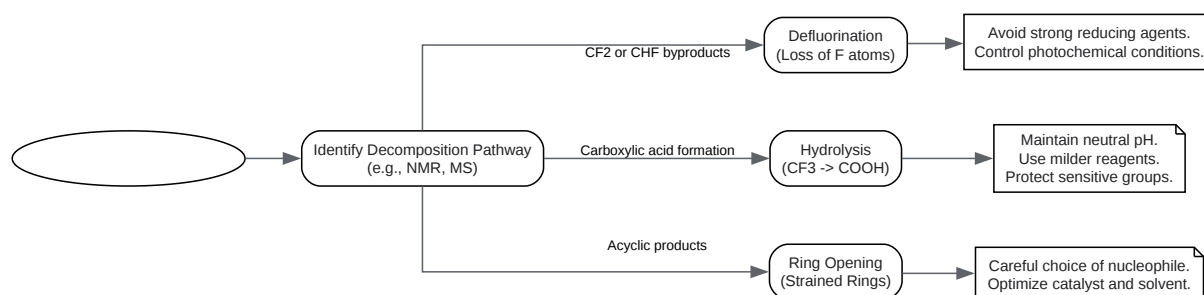 CF2 or CHF byproducts
Defluorination
(Loss of F atoms)
Avoid strong reducing agents.
Control photochemical conditions.
Identify Decomposition Pathway
(e.g., NMR, MS)
Carboxylic acid formation
Hydrolysis
(CF3 -> COOH)
Maintain neutral pH.
Use milder reagents.
Protect sensitive groups.
Acyclic products
Ring Opening
(Strained Rings)
Careful choice of nucleophile.
Optimize catalyst and solvent.